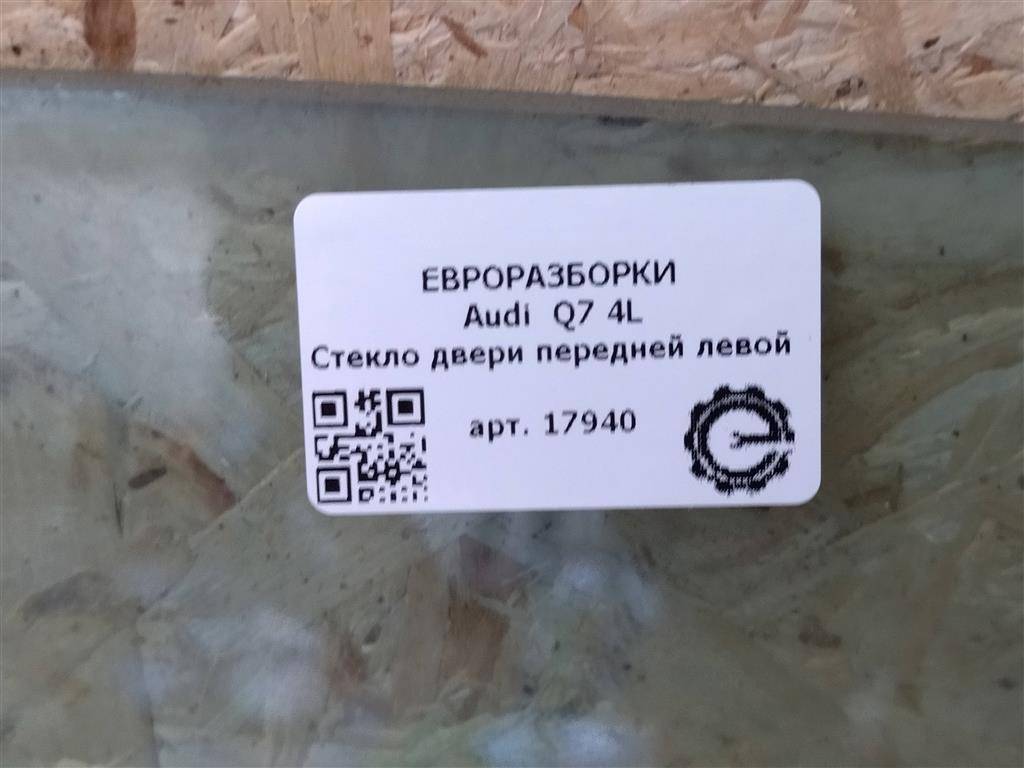 ЕВРОРАЗБОРКИ
Audi Q7 4L
Стекло двери передней левой
арт. 17940